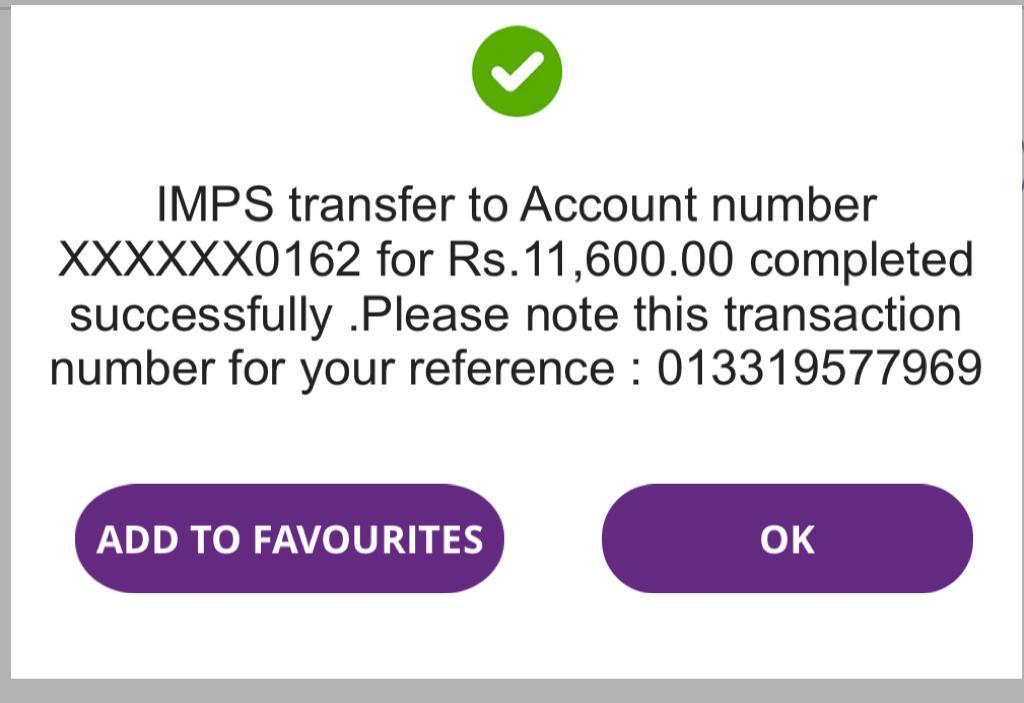 IMPS transfer to Account number
XXXXXX0162 for Rs.11,600.00 completed
successfully .Please note this transaction
number for your reference : 013319577969
ADD TO FAVOURITES
OK